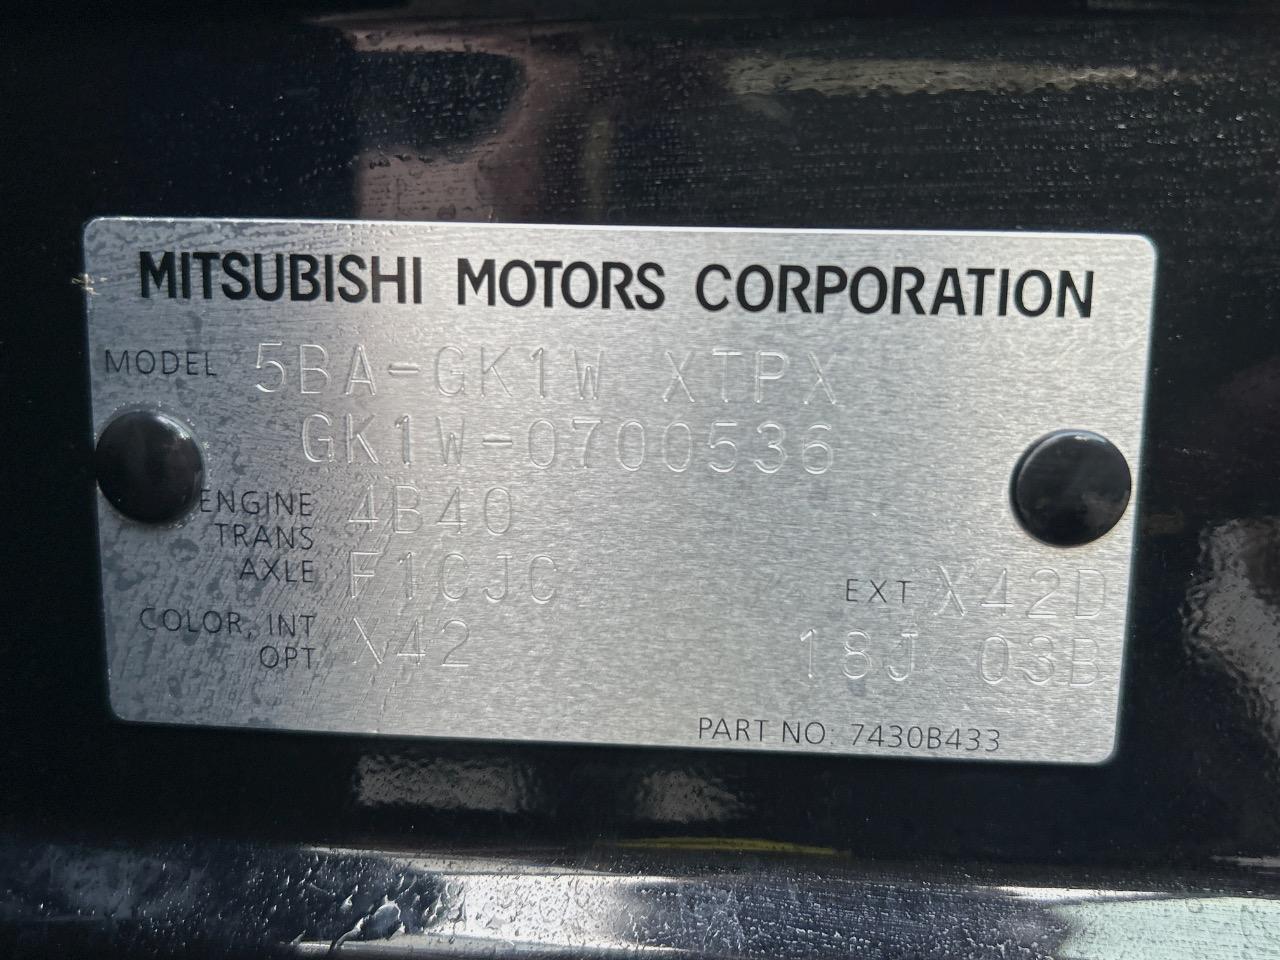 MITSUBISHI MOTORS CORPORATION
MODEL 5BA-GK1W XTPX
GK1W-0700536
ENGINE 4B40
TRANS
AXLE F1CJC EXT X42D
COLOR, INT X42
OPT 18J 03B
PART NO. 7430B433